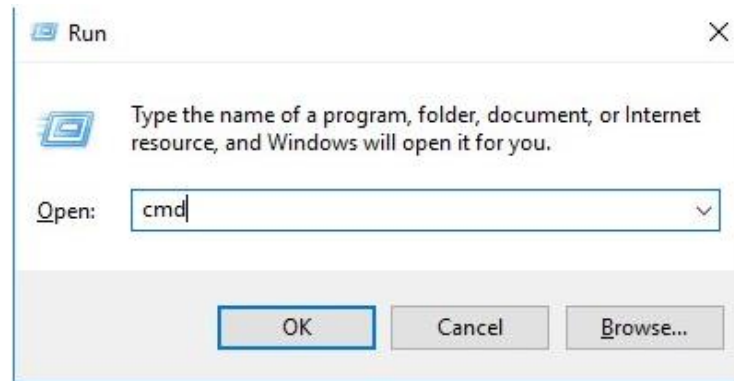 Run
Type the name of a program, folder, document, or Internet
resource, and Windows will open it for you.
Open:
cmd
OK
Cancel
Browse...